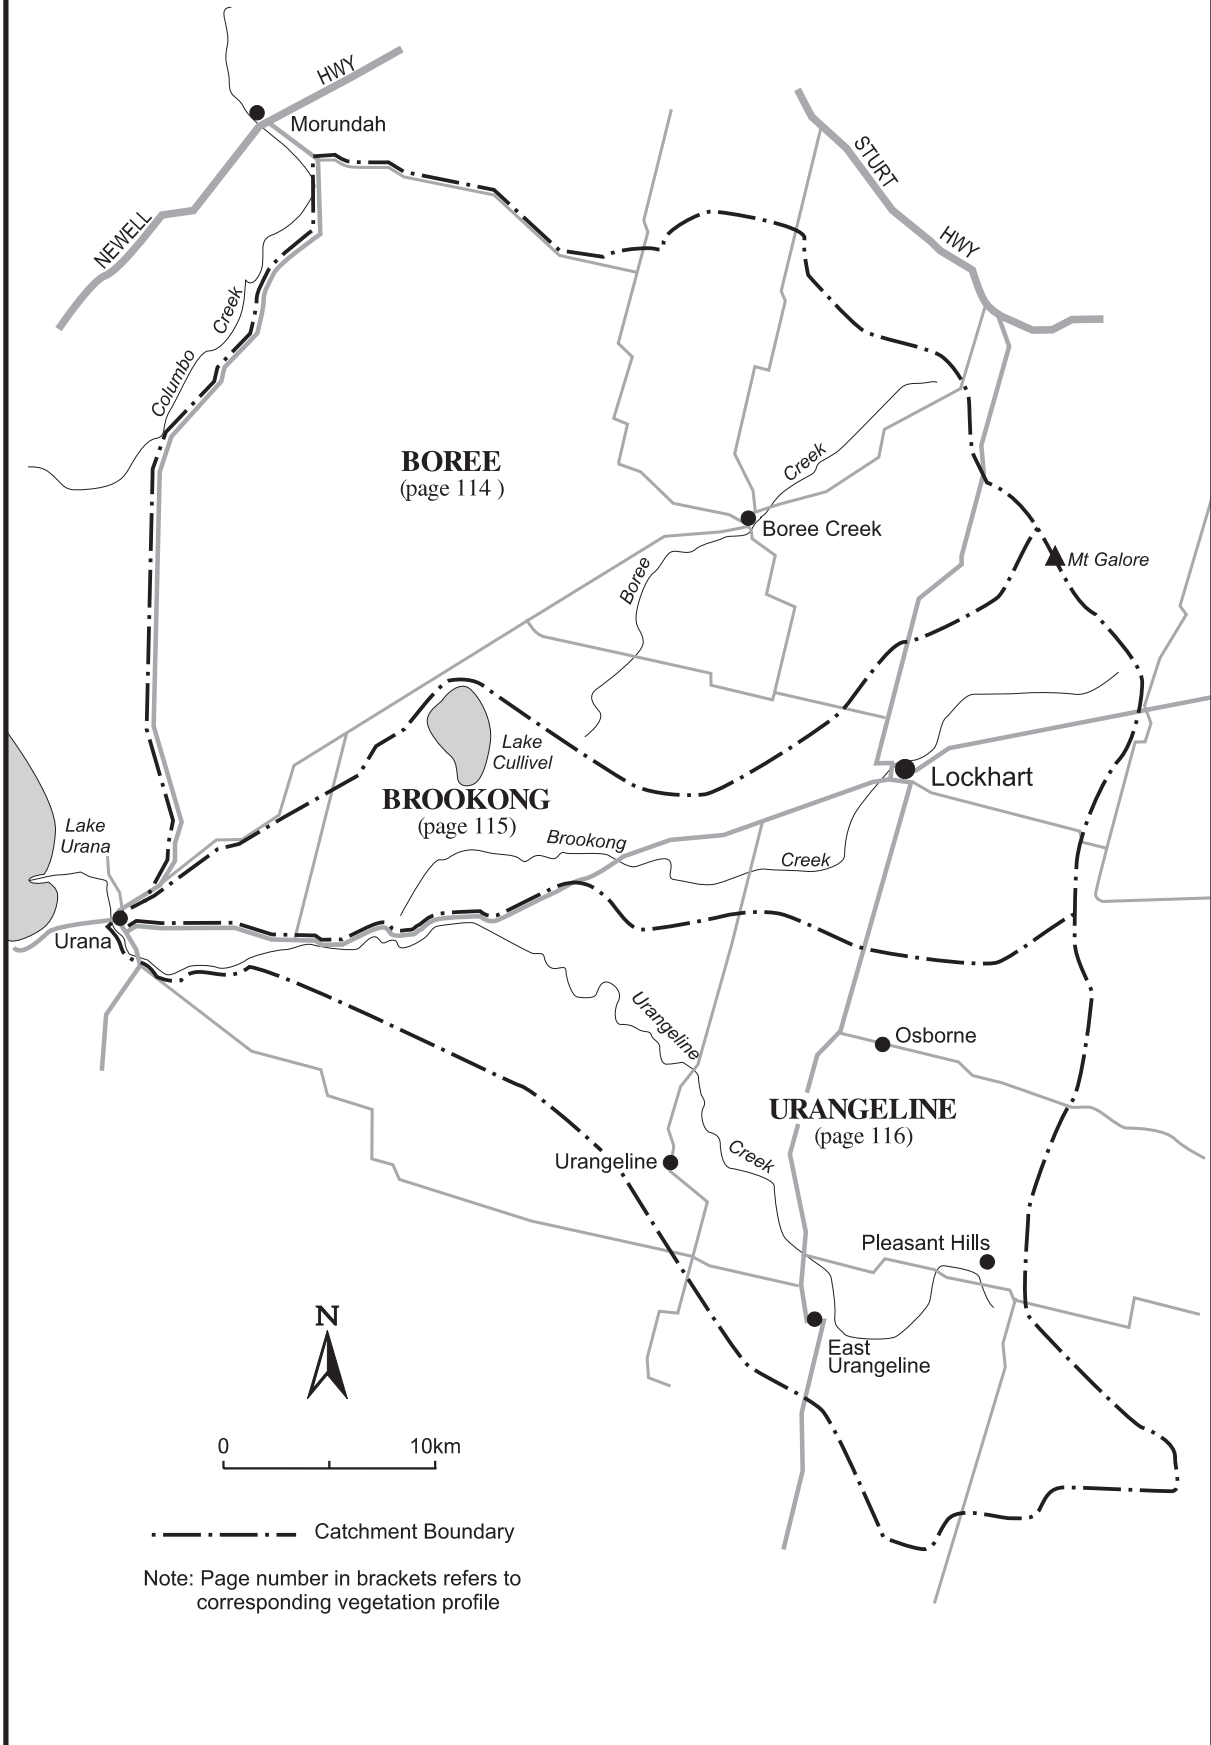 HWY
Morundah
STURT
NEWELL
HWY
Creek
Columbo
BOREE
(page 114 )
Creek
Boree Creek
Mt Galore
Boree
Lake
Cullivel
Lockhart
BROOKONG
(page 115)
Lake
Urana
Brookong
Creek
Urana
Urangeline
Osborne
URANGELINE
(page 116)
Creek
Urangeline
Pleasant Hills
N
East
Urangeline
0
10km
Catchment Boundary
Note: Page number in brackets refers to
corresponding vegetation profile